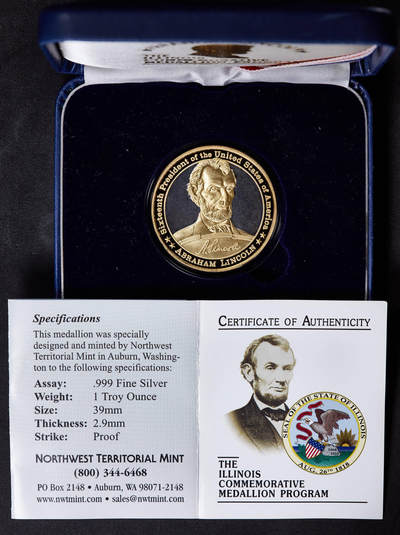 Sixteenth President of the United States of America
A. Lincoln
★★ ABRAHAM LINCOLN ★★
Specifications
This medallion was specially
designed and minted by Northwest
Territorial Mint in Auburn, Washing-
ton to the following specifications:
Assay: .999 Fine Silver
Weight: 1 Troy Ounce
Size: 39mm
Thickness: 2.9mm
Strike: Proof
NORTHWEST TERRITORIAL MINT
(800) 344-6468
PO Box 2148 • Auburn, WA 98071-2148
www.nwtmint.com • sales@nwtmint.com
CERTIFICATE OF AUTHENTICITY
SEAL OF THE STATE OF ILLINOIS
AUG. 26TH 1818
THE
ILLINOIS
COMMEMORATIVE
MEDALLION PROGRAM